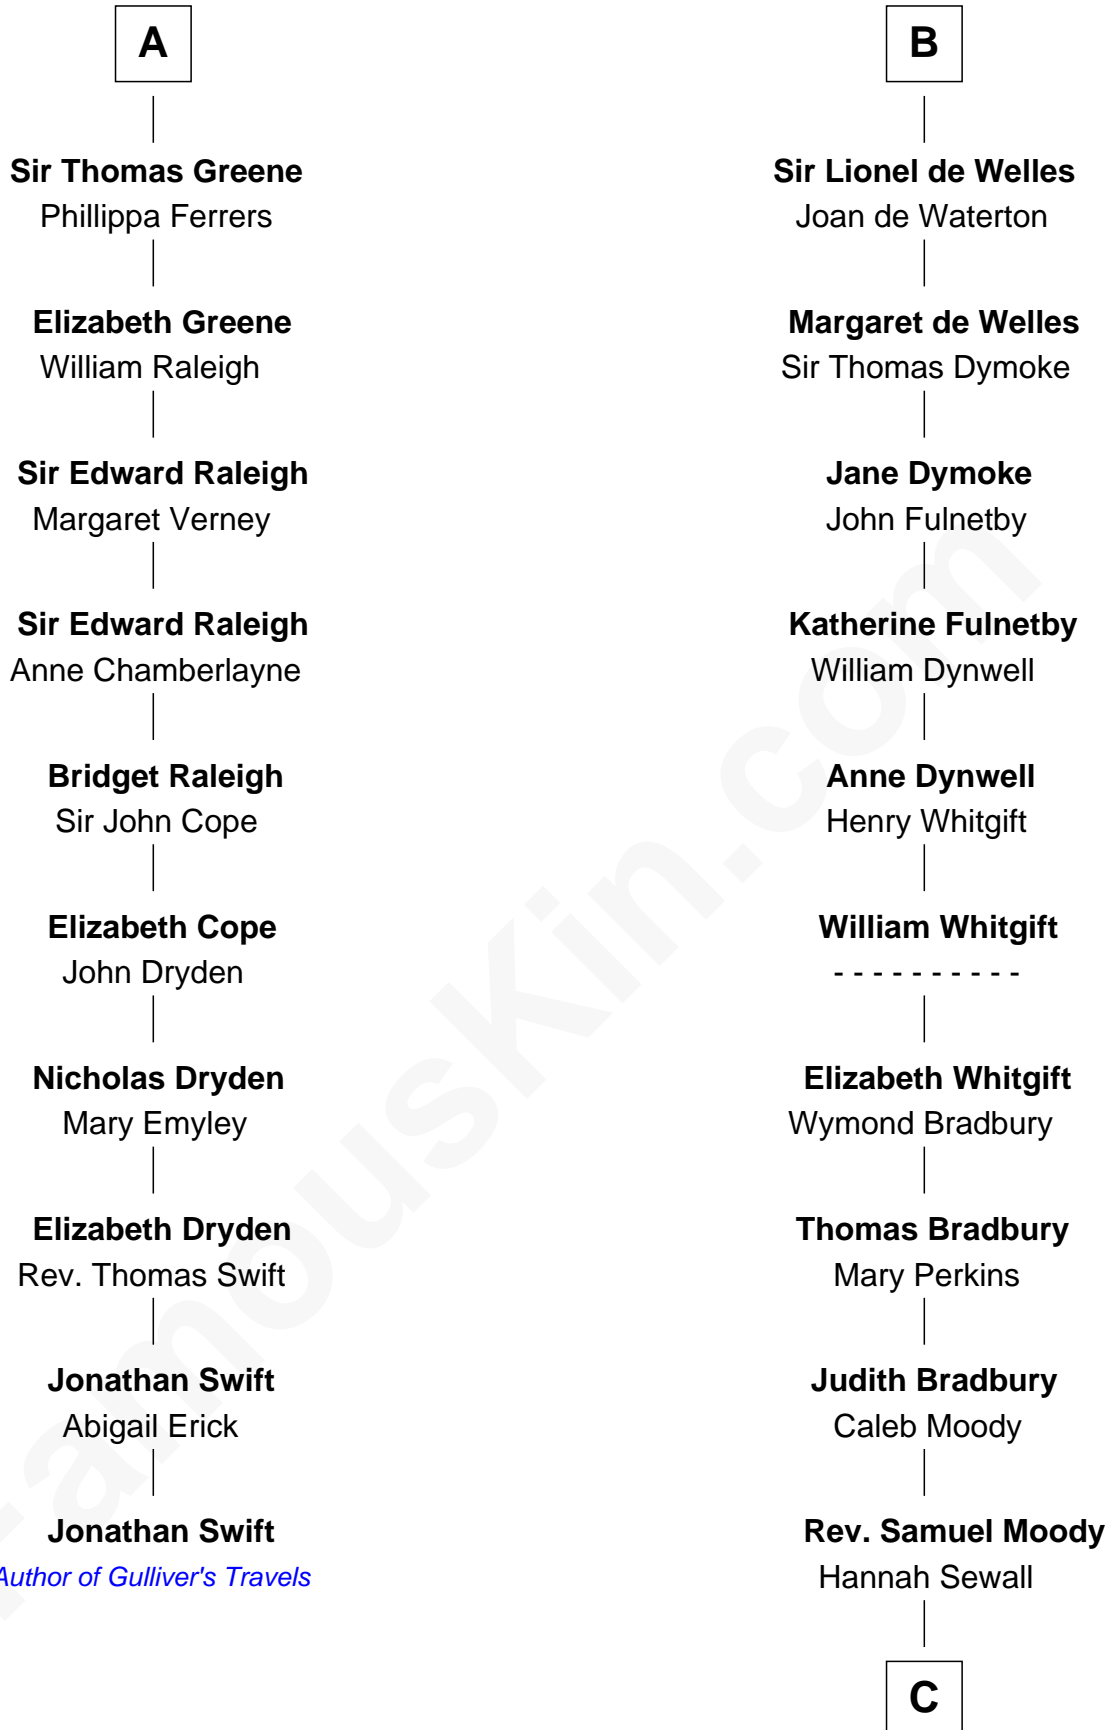 A
Sir Thomas Greene
Phillippa Ferrers
Elizabeth Greene
William Raleigh
Sir Edward Raleigh
Margaret Verney
Sir Edward Raleigh
Anne Chamberlayne
Bridget Raleigh
Sir John Cope
Elizabeth Cope
John Dryden
Nicholas Dryden
Mary Emyley
Elizabeth Dryden
Rev. Thomas Swift
Jonathan Swift
Abigail Erick
Jonathan Swift
Author of Gulliver's Travels
B
Sir Lionel de Welles
Joan de Waterton
Margaret de Welles
Sir Thomas Dymoke
Jane Dymoke
John Fulnetby
Katherine Fulnetby
William Dynwell
Anne Dynwell
Henry Whitgift
William Whitgift
- - - - - - - - - -
Elizabeth Whitgift
Wymond Bradbury
Thomas Bradbury
Mary Perkins
Judith Bradbury
Caleb Moody
Rev. Samuel Moody
Hannah Sewall
C
FamousKin.com